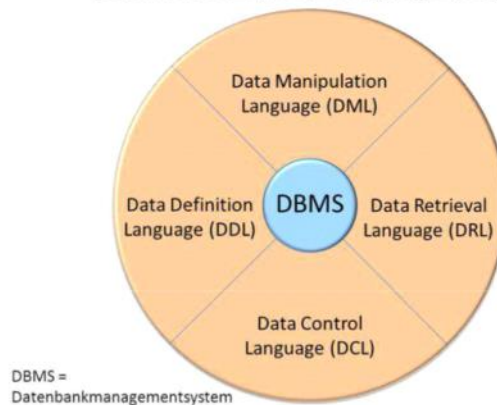 Data Manipulation
Language (DML)
Data Definition
Language (DDL)
DBMS
Data Retrieval
Language (DRL)
Data Control
Language (DCL)
DBMS =
Datenbankmanagementsystem